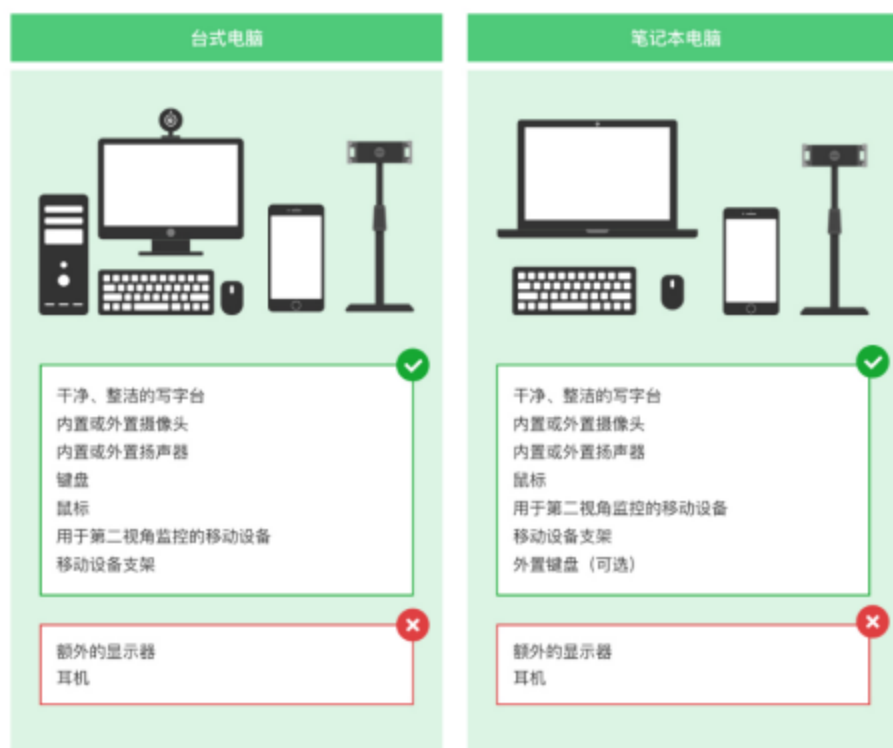 台式电脑
干净、整洁的写字台
内置或外置摄像头
内置或外置扬声器
键盘
鼠标
用于第二视角监控的移动设备
移动设备支架
额外的显示器
耳机
笔记本电脑
干净、整洁的写字台
内置或外置摄像头
内置或外置扬声器
鼠标
用于第二视角监控的移动设备
移动设备支架
外置键盘（可选）
额外的显示器
耳机